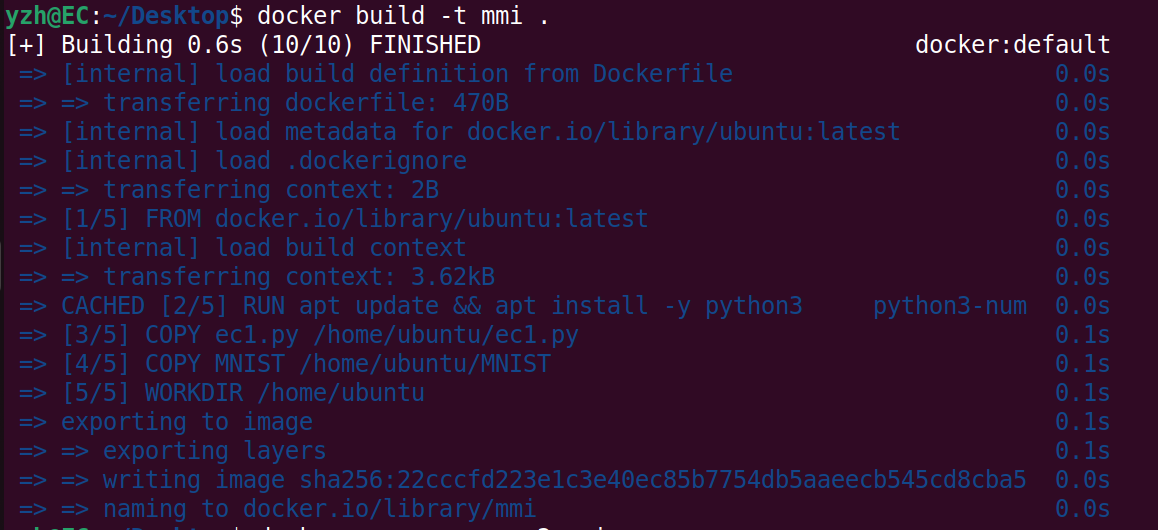 yzh@EC:~/Desktop$ docker build -t mmi .
[+] Building 0.6s (10/10) FINISHED docker:default
=> [internal] load build definition from Dockerfile 0.0s
=> => transferring dockerfile: 470B 0.0s
=> [internal] load metadata for docker.io/library/ubuntu:latest 0.0s
=> [internal] load .dockerignore 0.0s
=> => transferring context: 2B 0.0s
=> [1/5] FROM docker.io/library/ubuntu:latest 0.0s
=> [internal] load build context 0.0s
=> => transferring context: 3.62kB 0.0s
=> CACHED [2/5] RUN apt update && apt install -y python3     python3-num 0.0s
=> [3/5] COPY ec1.py /home/ubuntu/ec1.py 0.1s
=> [4/5] COPY MNIST /home/ubuntu/MNIST 0.1s
=> [5/5] WORKDIR /home/ubuntu 0.1s
=> exporting to image 0.1s
=> => exporting layers 0.1s
=> => writing image sha256:22cccfd223e1c3e40ec85b7754db5aaeecb545cd8cba5 0.0s
=> => naming to docker.io/library/mmi 0.0s